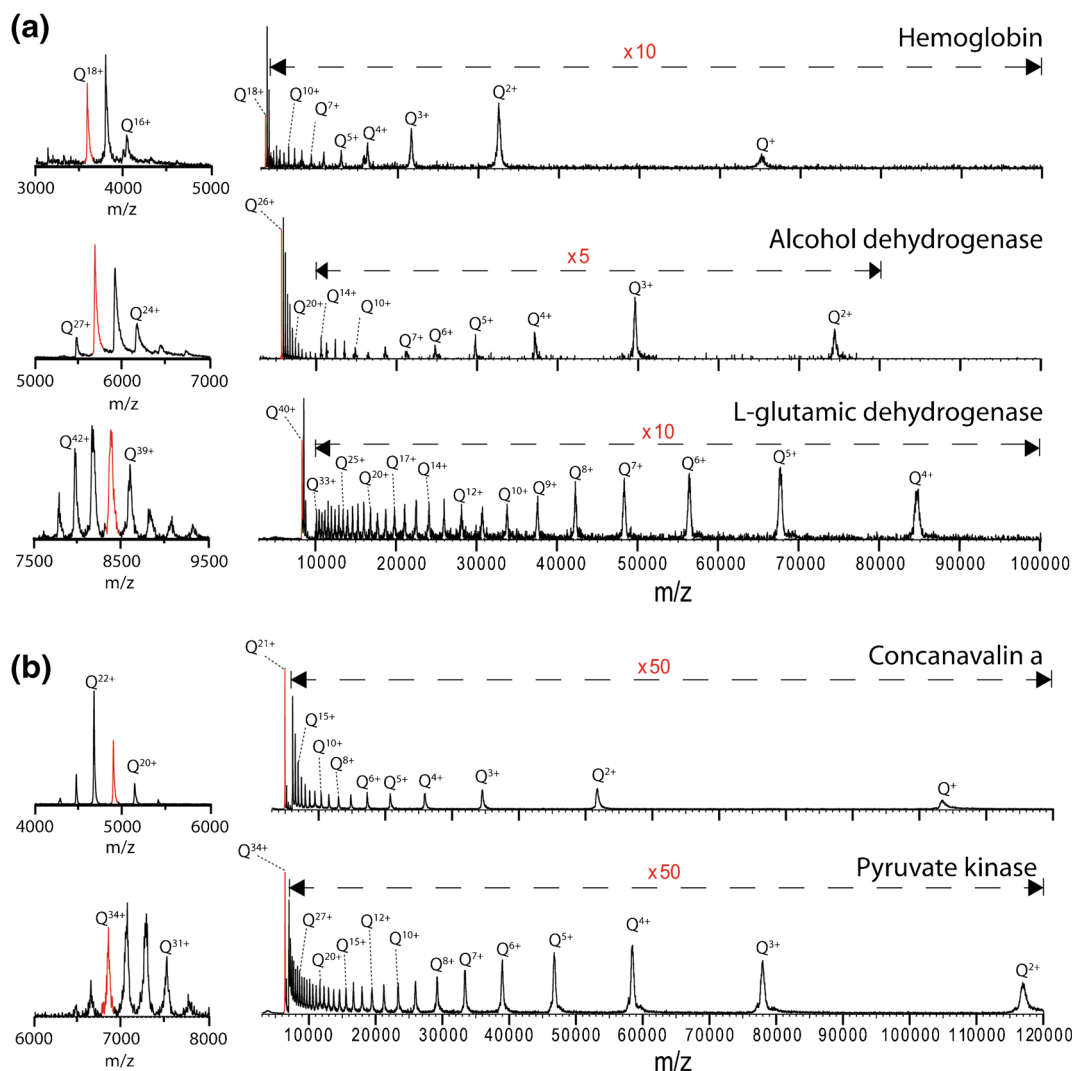 (a)
Hemoglobin
x10
Q18+
Q16+
Q18+
Q10+
Q7+
Q5+
Q4+
Q3+
Q2+
Q+
3000 4000 5000
m/z
Alcohol dehydrogenase
x5
Q27+
Q24+
Q26+
Q20+
Q14+
Q10+
Q7+
Q6+
Q5+
Q4+
Q3+
Q2+
5000 6000 7000
m/z
L-glutamic dehydrogenase
x10
Q42+
Q39+
Q40+
Q33+
Q25+
Q20+
Q17+
Q14+
Q12+
Q10+
Q9+
Q8+
Q7+
Q6+
Q5+
Q4+
7500 8500 9500
m/z
10000 20000 30000 40000 50000 60000 70000 80000 90000 100000
m/z
(b)
Concanavalin a
x50
Q22+
Q20+
Q21+
Q15+
Q10+
Q8+
Q6+
Q5+
Q4+
Q3+
Q2+
Q+
4000 5000 6000
m/z
Pyruvate kinase
x50
Q34+
Q31+
Q34+
Q27+
Q20+
Q15+
Q12+
Q10+
Q8+
Q7+
Q6+
Q5+
Q4+
Q3+
Q2+
6000 7000 8000
m/z
10000 20000 30000 40000 50000 60000 70000 80000 90000 100000 110000 120000
m/z